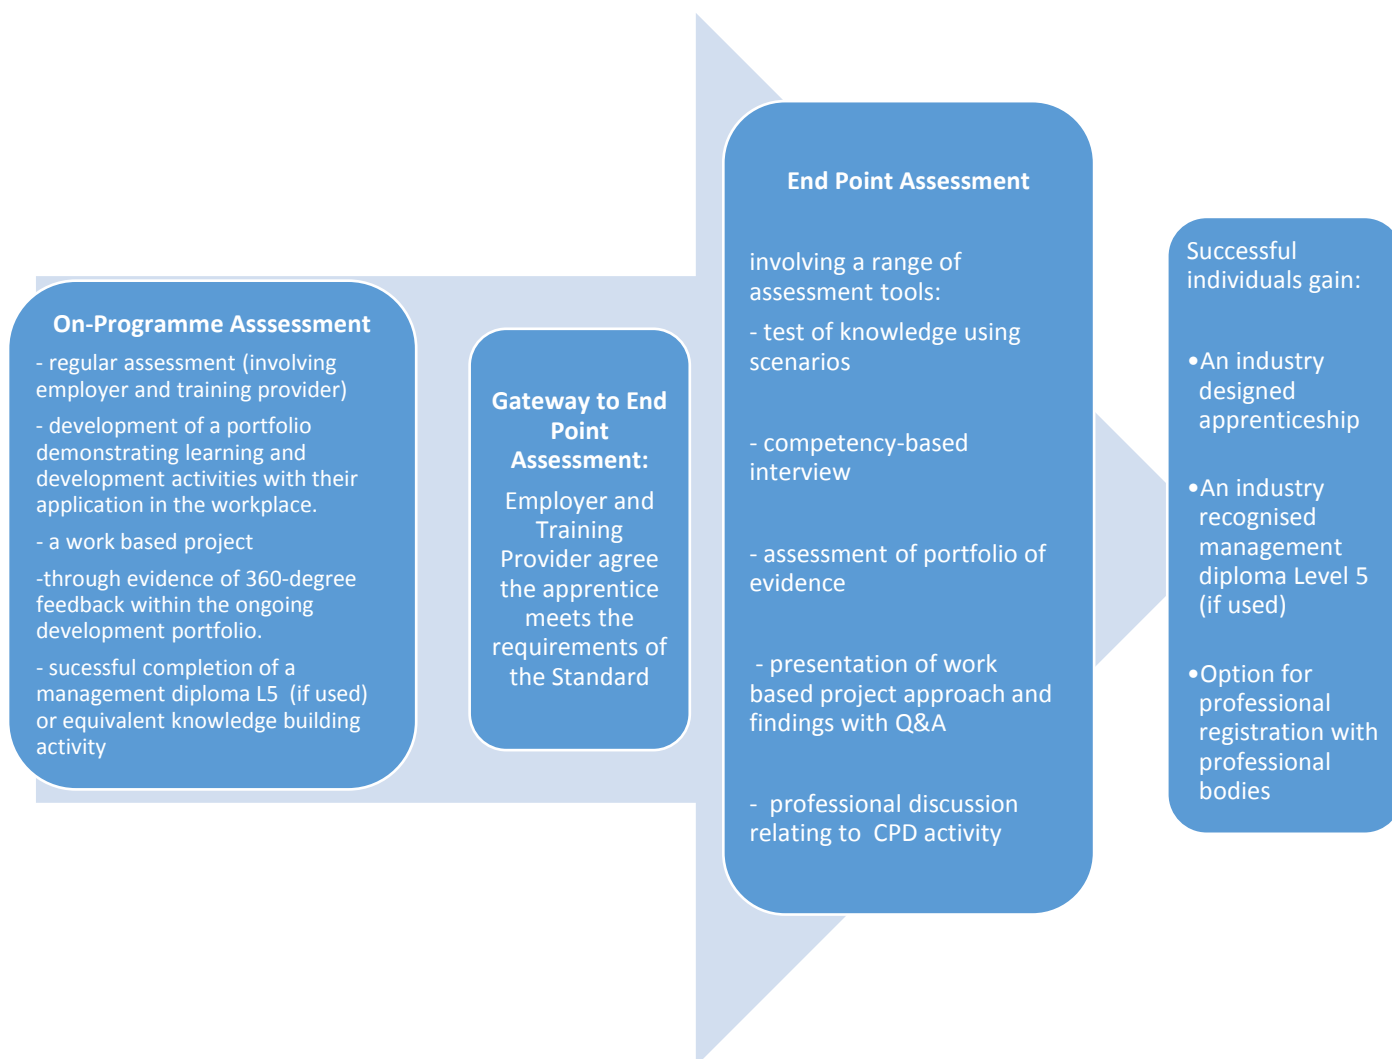 On-Programme Asssessment
- regular assessment (involving
employer and training provider)
- development of a portfolio
demonstrating learning and
development activities with their
application in the workplace.
- a work based project
-through evidence of 360-degree
feedback within the ongoing
development portfolio.
- sucessful completion of a
management diploma L5  (if used)
or equivalent knowledge building
activity
Gateway to End
Point
Assessment:
Employer and
Training
Provider agree
the apprentice
meets the
requirements of
the Standard
End Point Assessment
involving a range of
assessment tools:
- test of knowledge using
scenarios
- competency-based
interview
- assessment of portfolio of
evidence
- presentation of work
based project approach and
findings with Q&A
-  professional discussion
relating to  CPD activity
Successful
individuals gain:
•An industry
designed
apprenticeship
•An industry
recognised
management
diploma Level 5
(if used)
•Option for
professional
registration with
professional
bodies